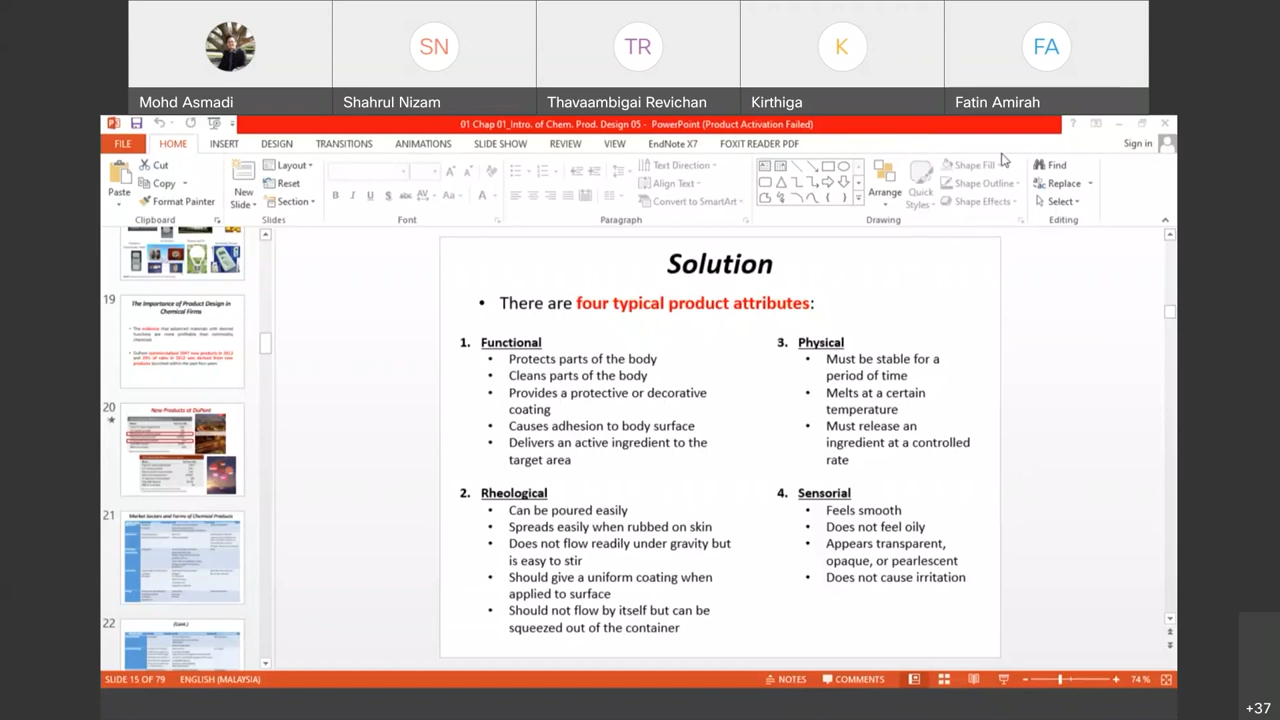 SN
TR
K
FA
Mohd Asmadi
Shahrul Nizam
Thavaambigai Revichan
Kirthiga
Fatin Amirah
01 Chap 01_Intro. of Chem. Prod. Design 05 - PowerPoint (Product Activation Failed)
FILE
HOME
INSERT
DESIGN
TRANSITIONS
ANIMATIONS
SLIDE SHOW
REVIEW
VIEW
EndNote X7
FOXIT READER PDF
Sign in
Paste
Cut
Copy
Format Painter
Clipboard
New
Slide
Layout
Reset
Section
Slides
Font
Text Direction
Align Text
Convert to SmartArt
Paragraph
Arrange
Quick
Styles
Shape Fill
Shape Outline
Shape Effects
Drawing
Find
Replace
Select
Editing
19
The Importance of Product Design in
Chemical Firms
20
New Products at DuPont
21
Market Sectors and Forms of Chemical Products
22
(Cont.)
Solution
• There are four typical product attributes:
1. Functional
• Protects parts of the body
• Cleans parts of the body
• Provides a protective or decorative
coating
• Causes adhesion to body surface
• Delivers an active ingredient to the
target area
2. Rheological
• Can be poured easily
• Spreads easily when rubbed on skin
• Does not flow readily under gravity but
is easy to stir
• Should give a uniform coating when
applied to surface
• Should not flow by itself but can be
squeezed out of the container
3. Physical
• Must be stable for a
period of time
• Melts at a certain
temperature
• Must release an
ingredient at a controlled
rate
4. Sensorial
• Feels smooth
• Does not feel oily
• Appears transparent,
opaque, or pearlescent
• Does not cause irritation
SLIDE 15 OF 79
ENGLISH (MALAYSIA)
NOTES
COMMENTS
74 %
+37